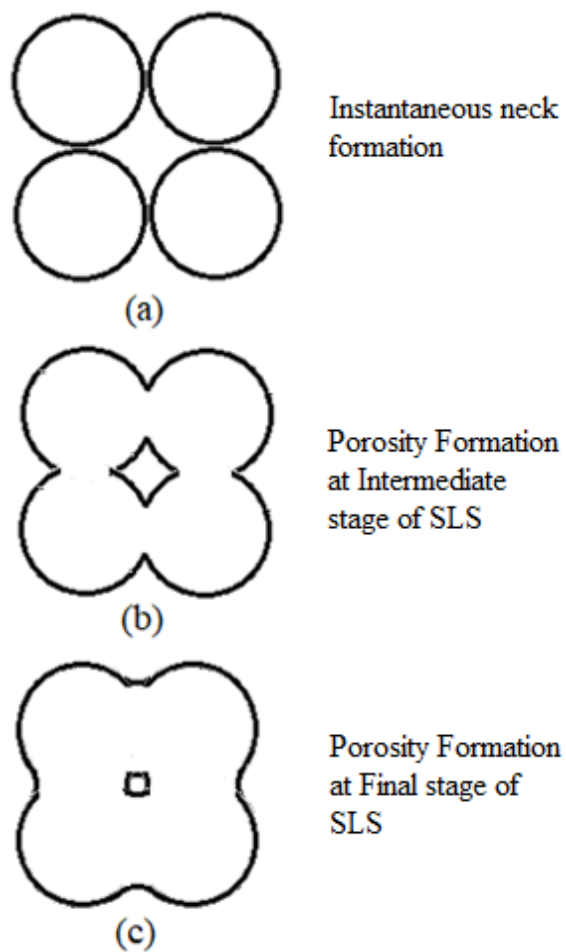 Instantaneous neck
formation
(a)
Porosity Formation
at Intermediate
stage of SLS
(b)
Porosity Formation
at Final stage of
SLS
(c)